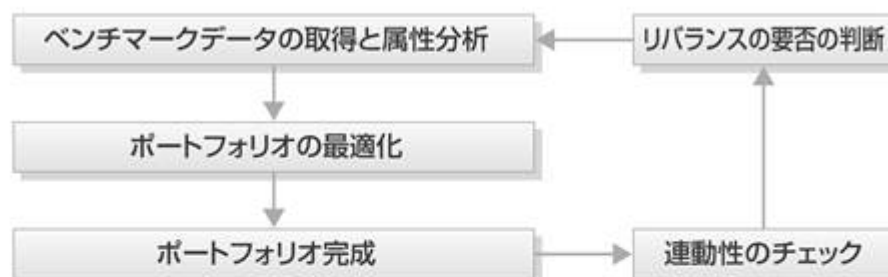 ベンチマークデータの取得と属性分析
リバランスの要否の判断
ポートフォリオの最適化
ポートフォリオ完成
連動性のチェック